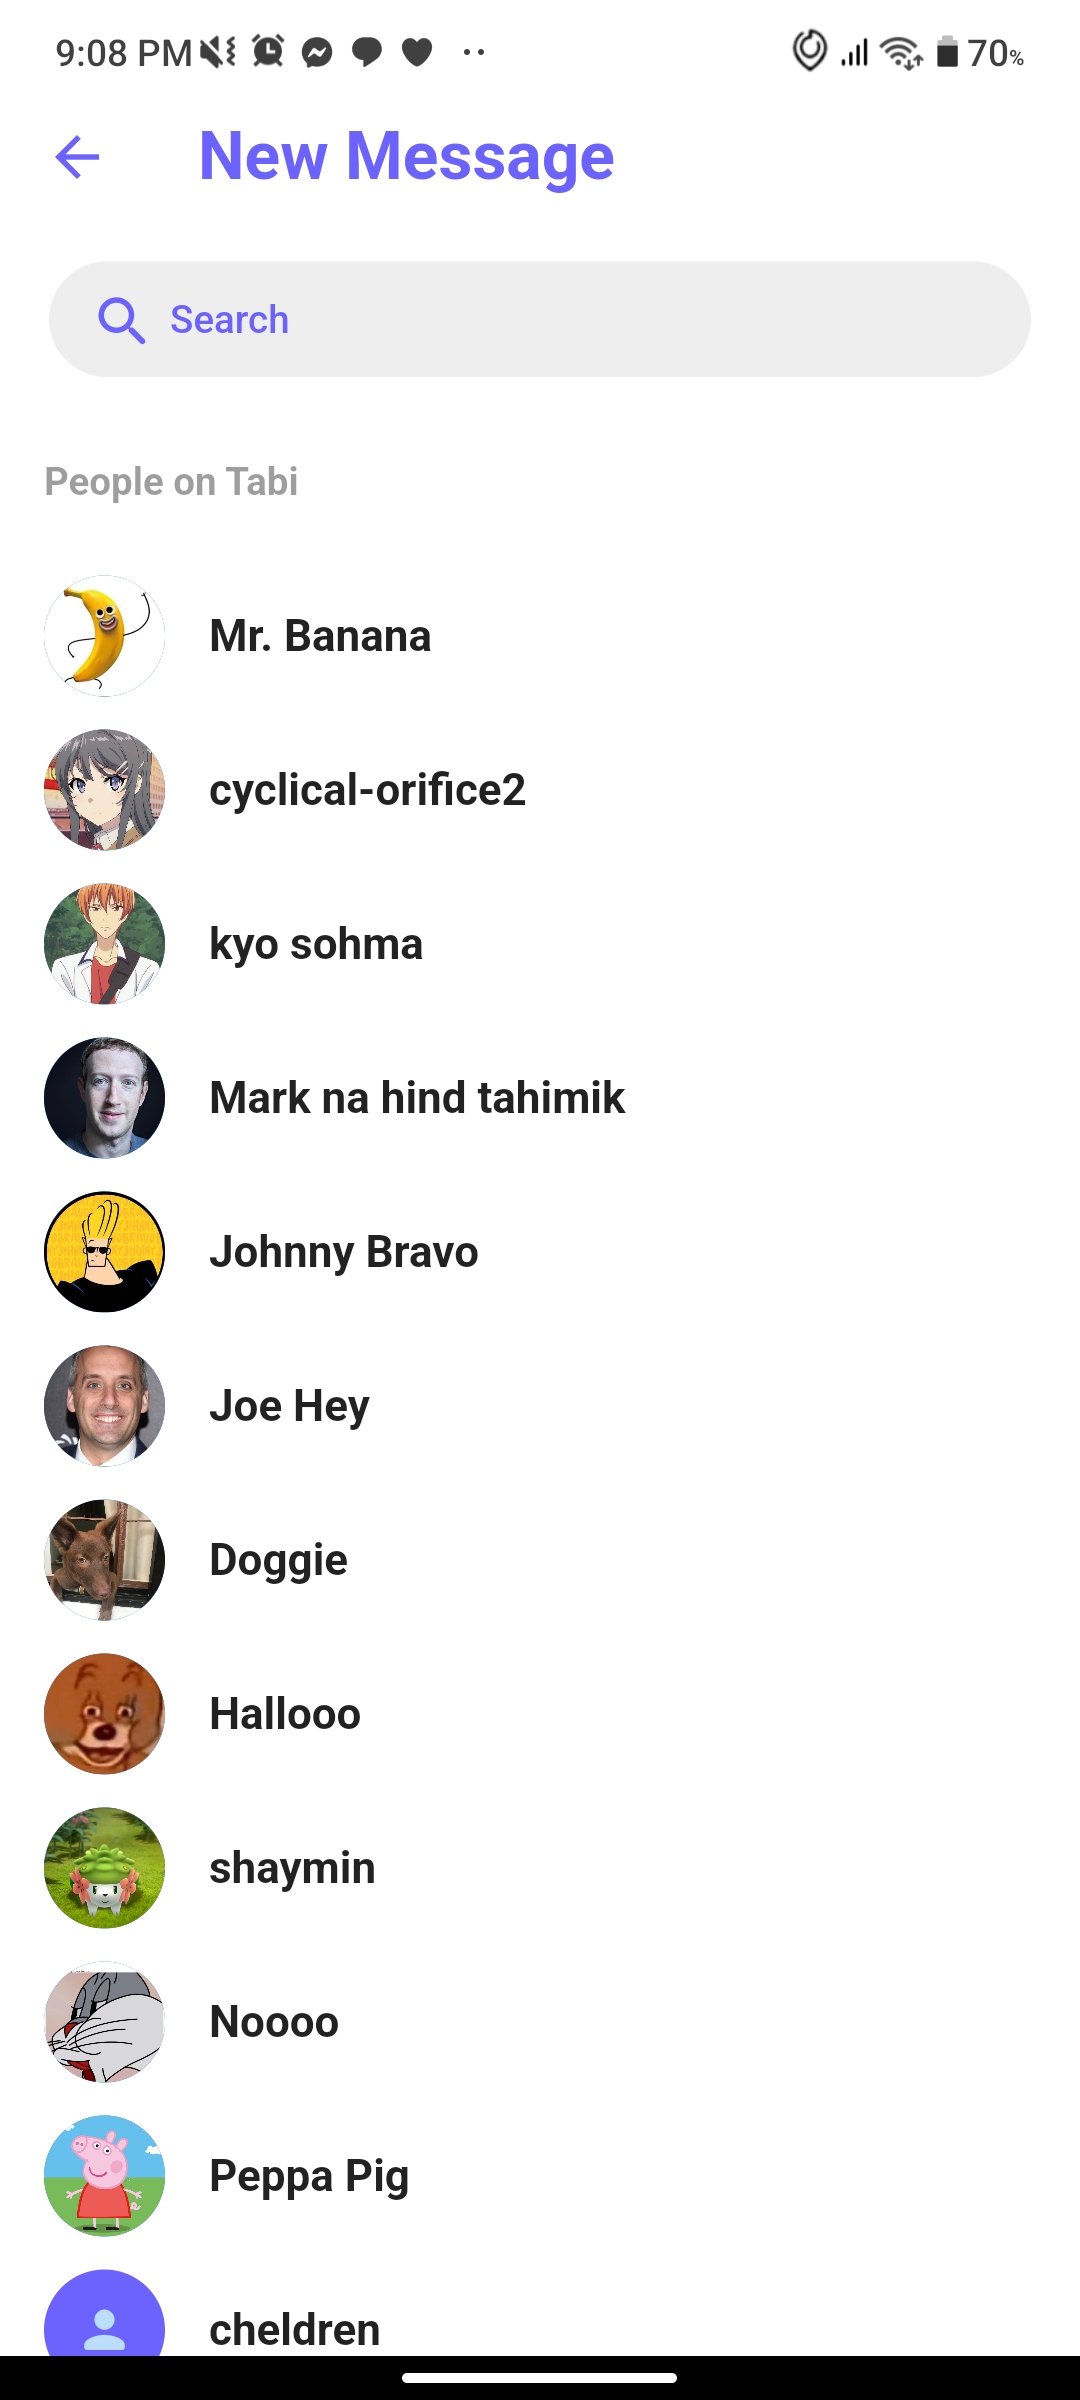 9:08 PM
70%
New Message
Search
People on Tabi
Mr. Banana
cyclical-orifice2
kyo sohma
Mark na hind tahimik
Johnny Bravo
Joe Hey
Doggie
Hallooo
shaymin
Noooo
Peppa Pig
cheldren